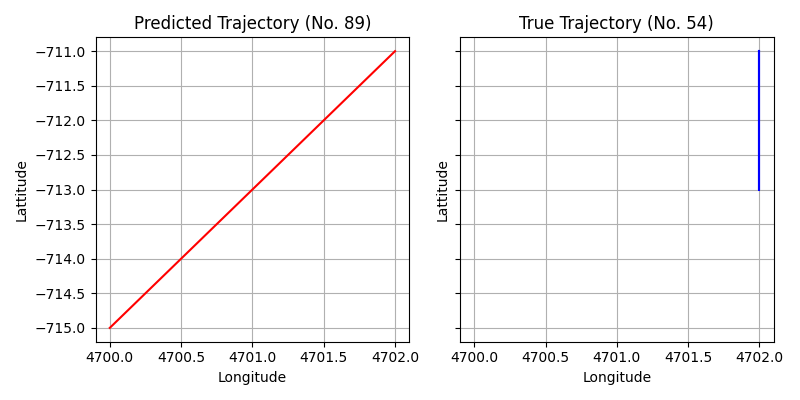 Predicted Trajectory (No. 89)
True Trajectory (No. 54)
Lattitude
−711.0
−711.5
−712.0
−712.5
−713.0
−713.5
−714.0
−714.5
−715.0
4700.0 4700.5 4701.0 4701.5 4702.0
Longitude
Lattitude
4700.0 4700.5 4701.0 4701.5 4702.0
Longitude